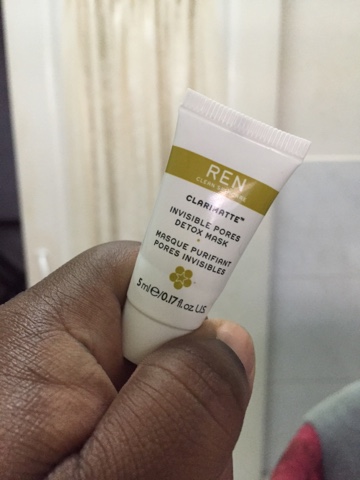 REN
CLEAN SKINCARE
CLARIMATTE™
INVISIBLE PORES
DETOX MASK
MASQUE PURIFIANT
PORES INVISIBLES
5 ml ℮/0.17 fl.oz US